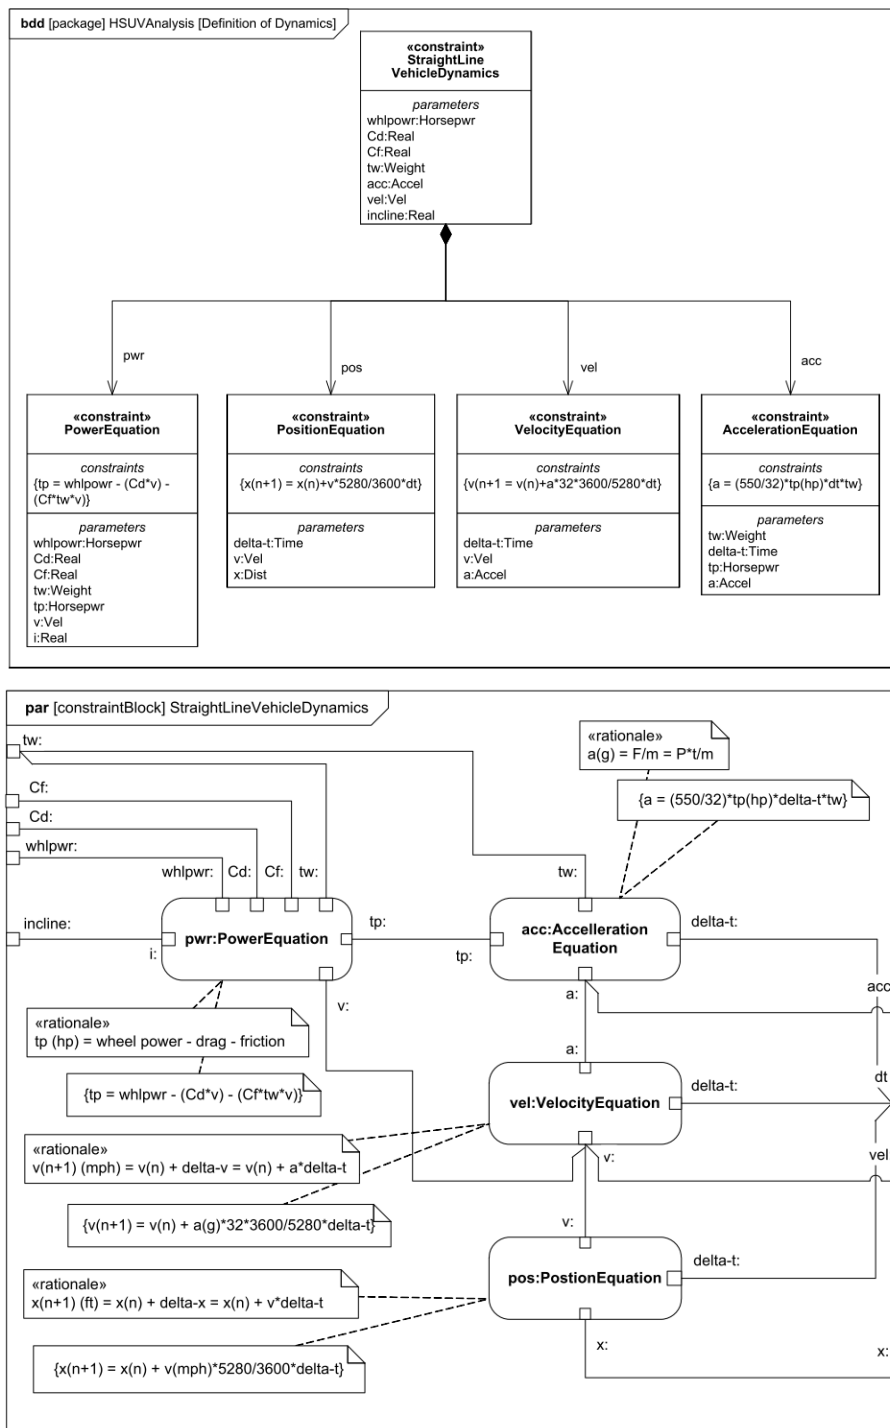 bdd [package] HSUVAnalysis [Definition of Dynamics]
«constraint»
StraightLine
VehicleDynamics
parameters
whlpowr:Horsepwr
Cd:Real
Cf:Real
tw:Weight
acc:Accel
vel:Vel
incline:Real
pwr
pos
vel
acc
«constraint»
PowerEquation
constraints
{tp = whlpowr - (Cd*v) -
(Cf*tw*v)}
parameters
whlpowr:Horsepwr
Cd:Real
Cf:Real
tw:Weight
tp:Horsepwr
v:Vel
i:Real
«constraint»
PositionEquation
constraints
{x(n+1) = x(n)+v*5280/3600*dt}
parameters
delta-t:Time
v:Vel
x:Dist
«constraint»
VelocityEquation
constraints
{v(n+1 = v(n)+a*32*3600/5280*dt}
parameters
delta-t:Time
v:Vel
a:Accel
«constraint»
AccelerationEquation
constraints
{a = (550/32)*tp(hp)*dt*tw}
parameters
tw:Weight
delta-t:Time
tp:Horsepwr
a:Accel
par [constraintBlock] StraightLineVehicleDynamics
tw:
Cf:
Cd:
whlpwr:
incline:
whlpwr:
Cd:
Cf:
tw:
i:
pwr:PowerEquation
tp:
v:
«rationale»
a(g) = F/m = P*t/m
{a = (550/32)*tp(hp)*delta-t*tw}
tw:
tp:
acc:Accelleration
Equation
delta-t:
a:
acc
«rationale»
tp (hp) = wheel power - drag - friction
{tp = whlpwr - (Cd*v) - (Cf*tw*v)}
a:
vel:VelocityEquation
delta-t:
dt
v:
vel
«rationale»
v(n+1) (mph) = v(n) + delta-v = v(n) + a*delta-t
{v(n+1) = v(n) + a(g)*32*3600/5280*delta-t}
v:
pos:PostionEquation
delta-t:
x:
x:
«rationale»
x(n+1) (ft) = x(n) + delta-x = x(n) + v*delta-t
{x(n+1) = x(n) + v(mph)*5280/3600*delta-t}